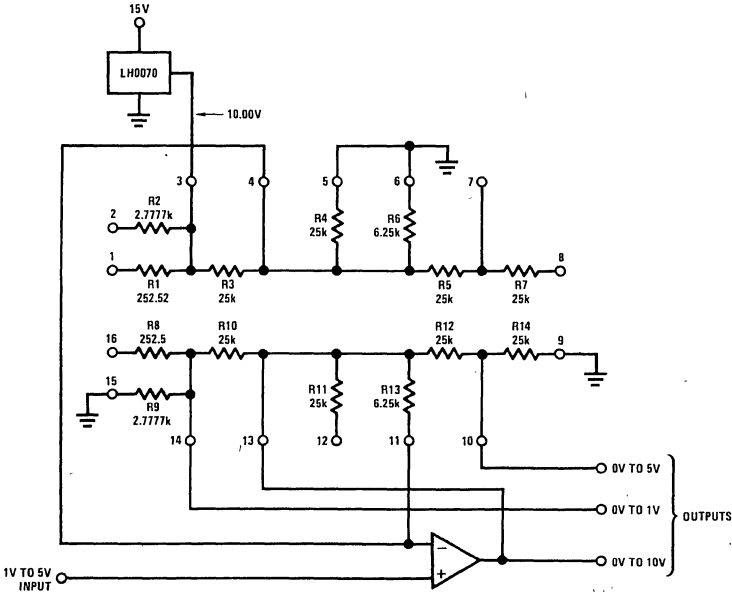 15V
LH0070
10.00V
3
4
5
6
7
R2
2.7777k
2
R4
25k
R6
6.25k
1
8
R1
252.52
R3
25k
R5
25k
R7
25k
R8
252.5
R10
25k
R12
25k
R14
25k
16
9
15
R9
2.7777k
R11
25k
R13
6.25k
14
13
12
11
10
0V TO 5V
0V TO 1V
OUTPUTS
−
+
0V TO 10V
1V TO 5V
INPUT